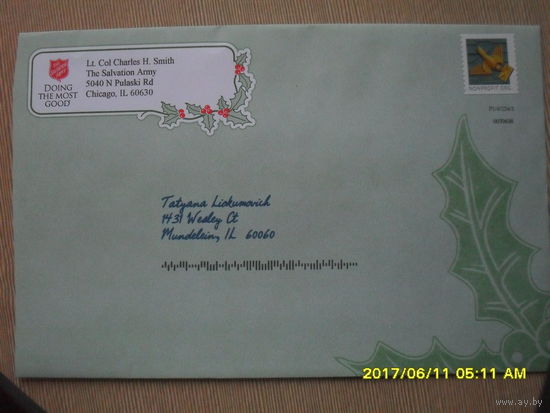 Lt. Col Charles H. Smith
The Salvation Army
5040 N Pulaski Rd
Chicago, IL 60630
DOING
THE MOST
GOOD
NONPROFIT ORG.
Tatyana Lickumovich
1431 Wesley Ct
Mundelein, IL 60060
2017/06/11 05:11 AM
www.ay.by